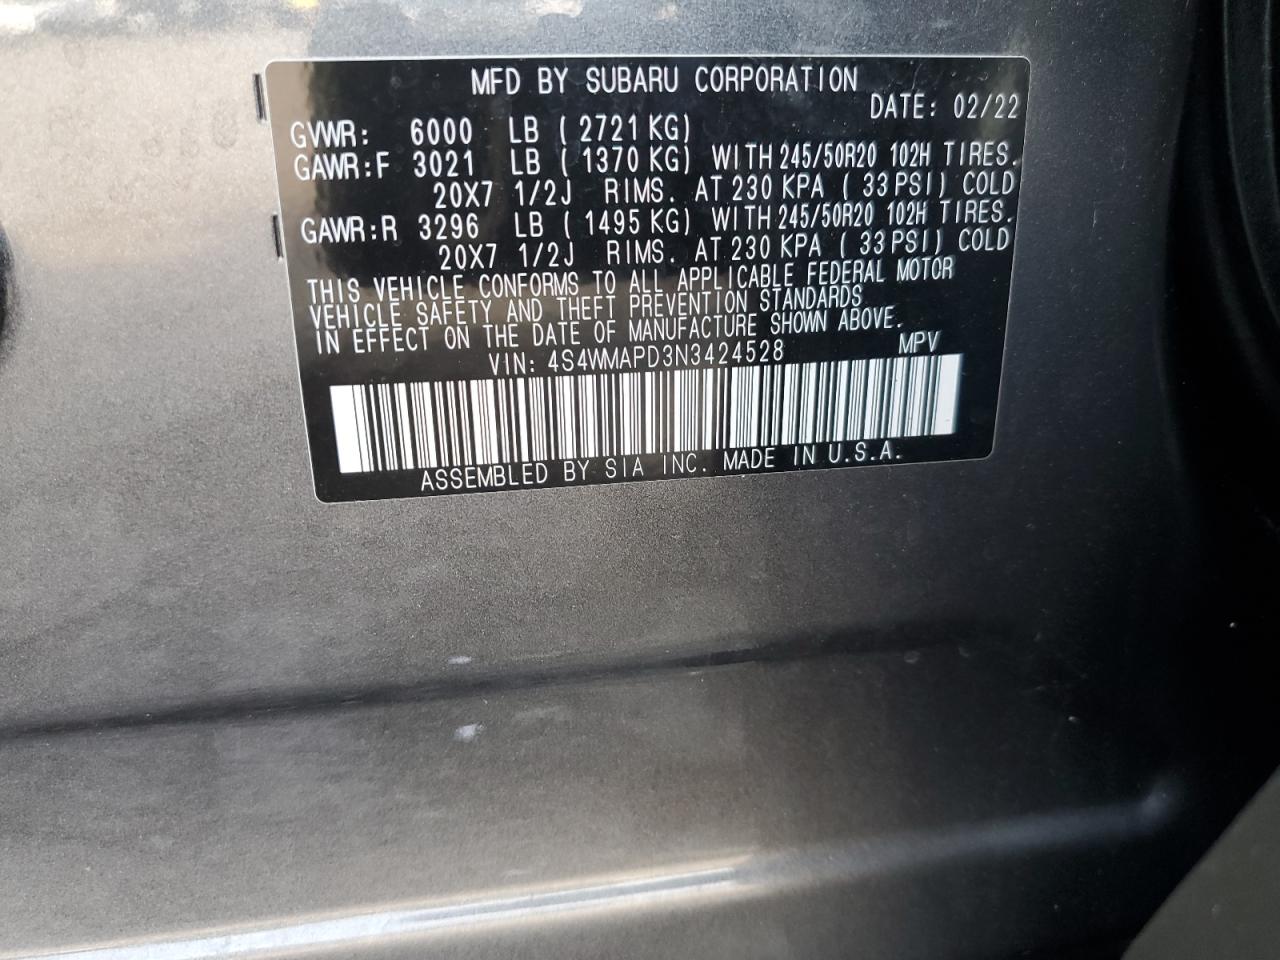 MFD BY SUBARU CORPORATION
DATE: 02/22
GVWR: 6000 LB ( 2721 KG)
GAWR:F 3021 LB ( 1370 KG) WITH 245/50R20 102H TIRES.
20X7 1/2J RIMS. AT 230 KPA ( 33 PSI) COLD
GAWR:R 3296 LB ( 1495 KG) WITH 245/50R20 102H TIRES.
20X7 1/2J RIMS. AT 230 KPA ( 33 PSI) COLD
THIS VEHICLE CONFORMS TO ALL APPLICABLE FEDERAL MOTOR
VEHICLE SAFETY AND THEFT PREVENTION STANDARDS
IN EFFECT ON THE DATE OF MANUFACTURE SHOWN ABOVE.
VIN: 4S4WMAPD3N3424528 MPV
ASSEMBLED BY SIA INC. MADE IN U.S.A.